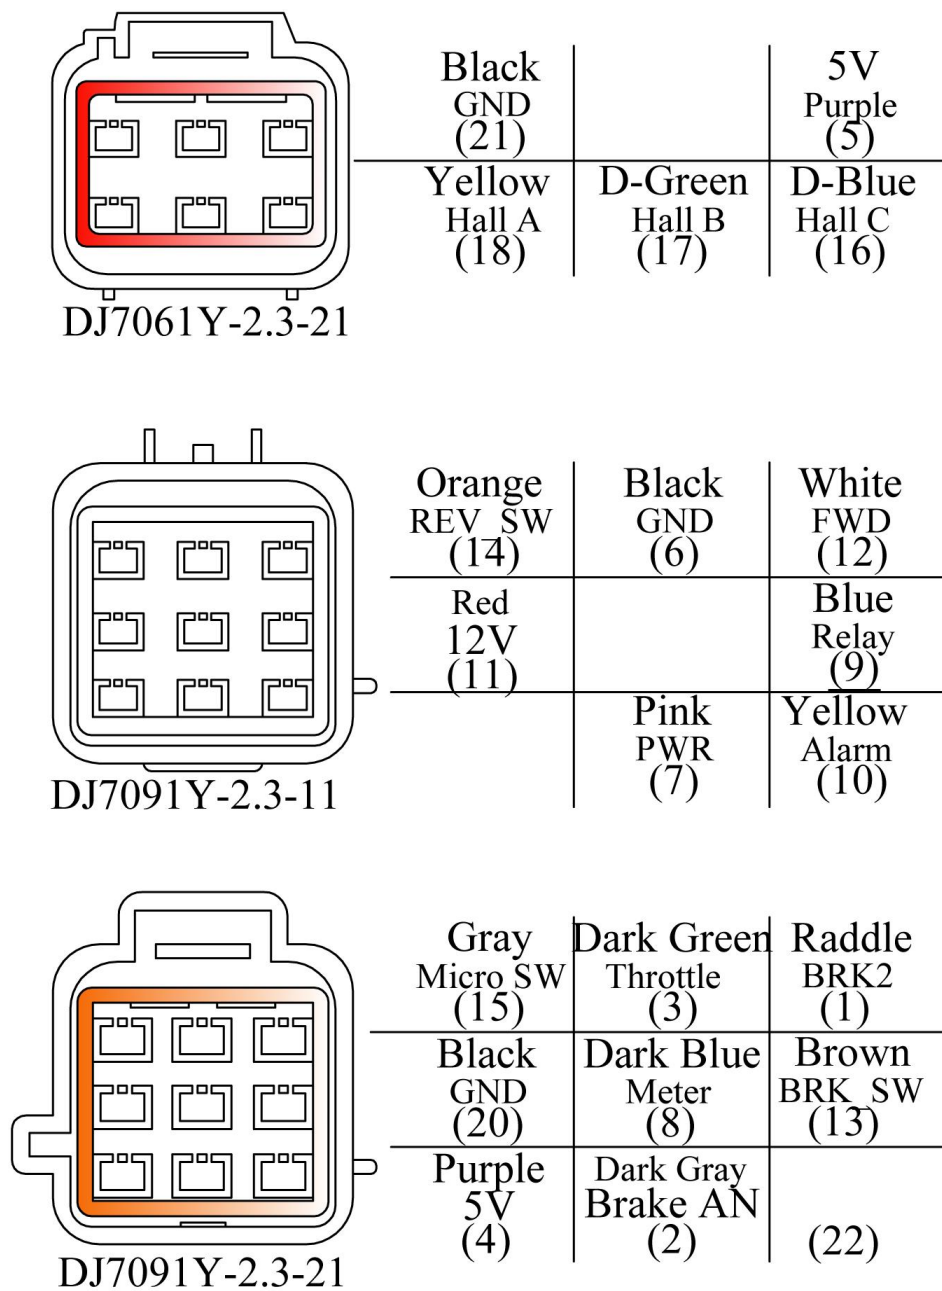 Black 5V
GND Purple
(21) (5)
Yellow D-Green D-Blue
Hall A Hall B Hall C
(18) (17) (16)
DJ7061Y-2.3-21
Orange Black White
REV_SW GND FWD
(14) (6) (12)
Red Blue
12V Relay
(11) (9)
Pink Yellow
PWR Alarm
(7) (10)
DJ7091Y-2.3-11
Gray Dark Green Raddle
Micro SW Throttle BRK2
(15) (3) (1)
Black Dark Blue Brown
GND Meter BRK_SW
(20) (8) (13)
Purple Dark Gray
5V Brake AN
(4) (2) (22)
DJ7091Y-2.3-21